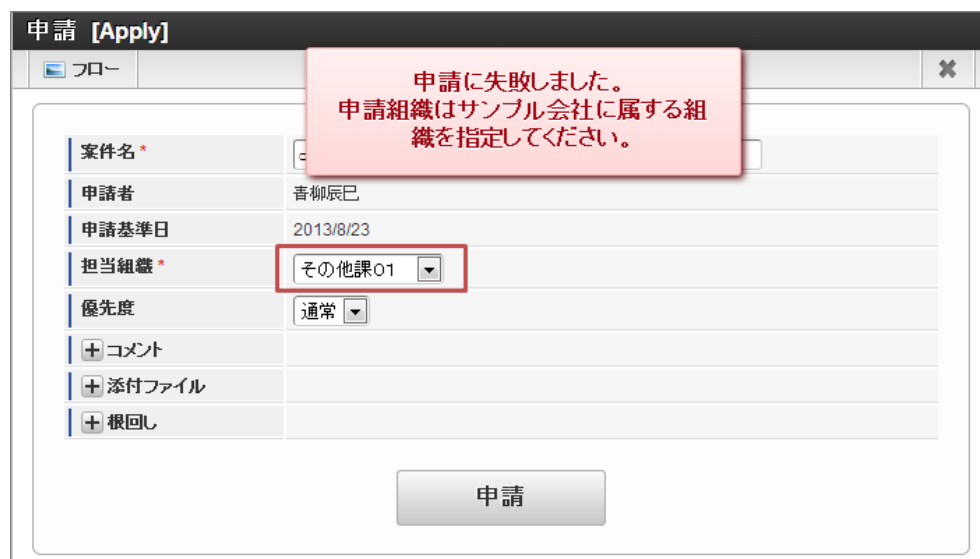 申請 [Apply]
フロー
申請に失敗しました。
申請組織はサンプル会社に属する組
織を指定してください。
案件名*
申請者 青柳辰巳
申請基準日 2013/8/23
担当組織* その他課01
優先度 通常
コメント
添付ファイル
根回し
申請